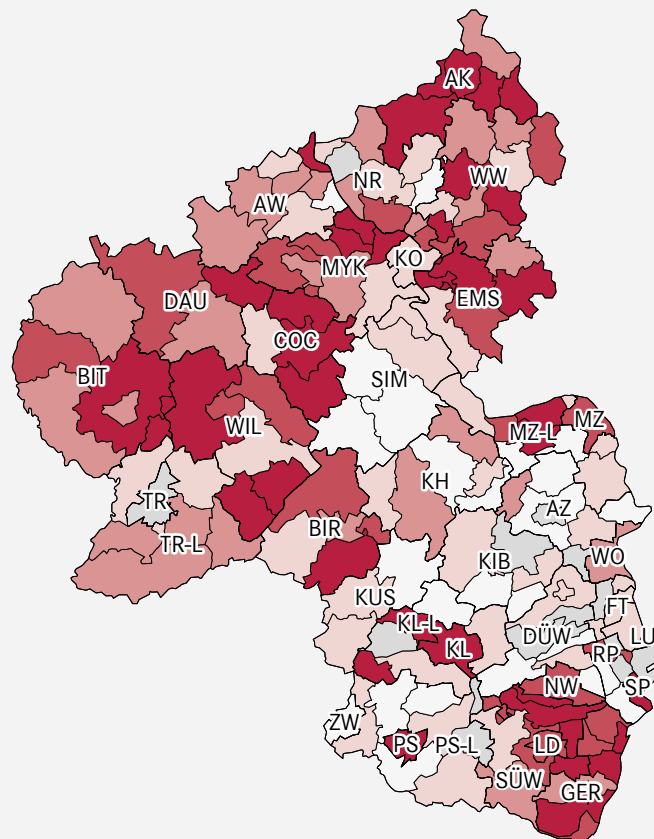 AK
NR
WW
AW
KO
MYK
EMS
DAU
COC
BIT
SIM
WIL
MZ-L
MZ
KH
TR
AZ
BIR
TR-L
KIB
WO
KUS
FT
KL-L
DÜW
LU
KL
RP
NW
SP
ZW
PS
PS-L
LD
SÜW
GER